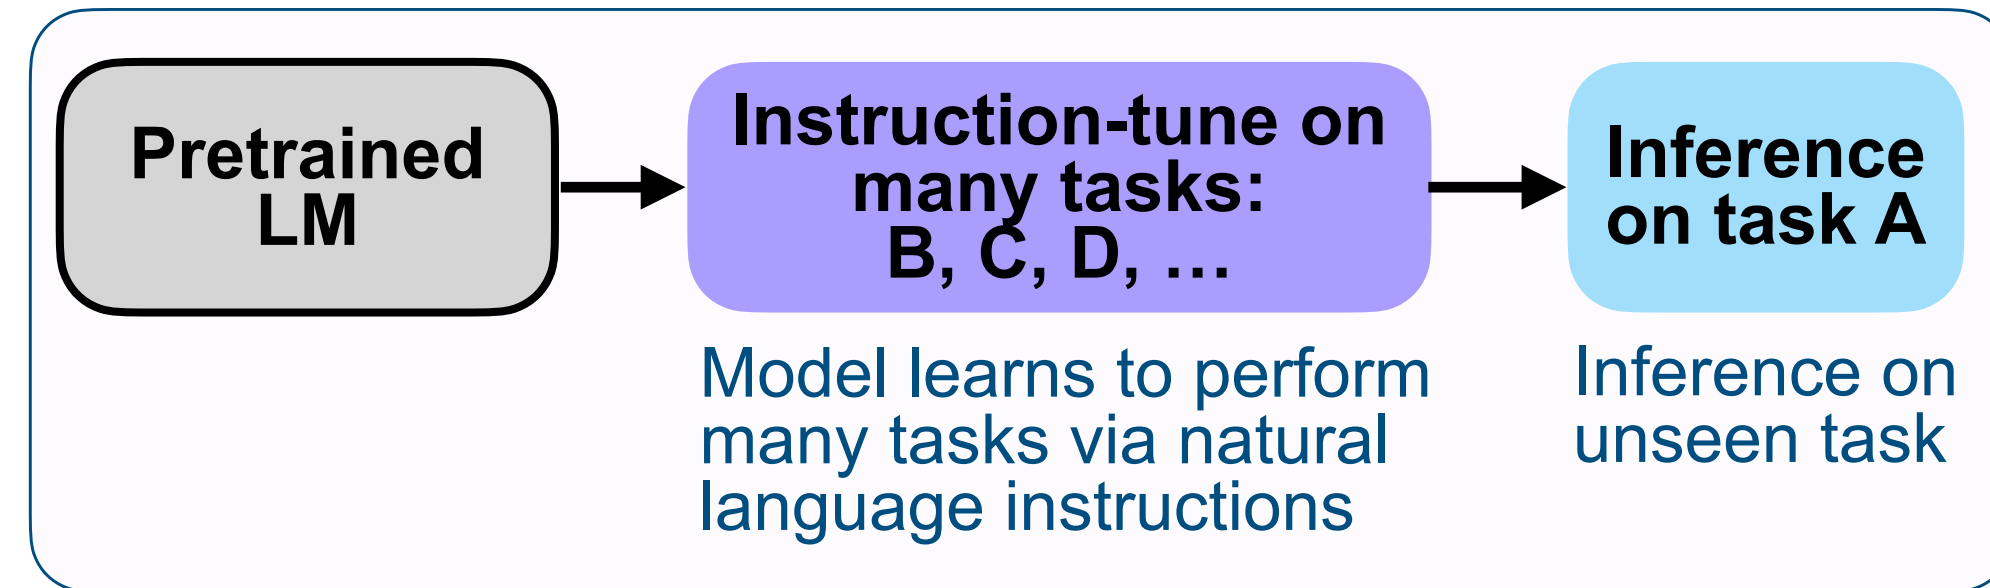 Pretrained
LM
Instruction-tune on
many tasks:
B, C, D, …
Inference
on task A
Model learns to perform
many tasks via natural
language instructions
Inference on
unseen task